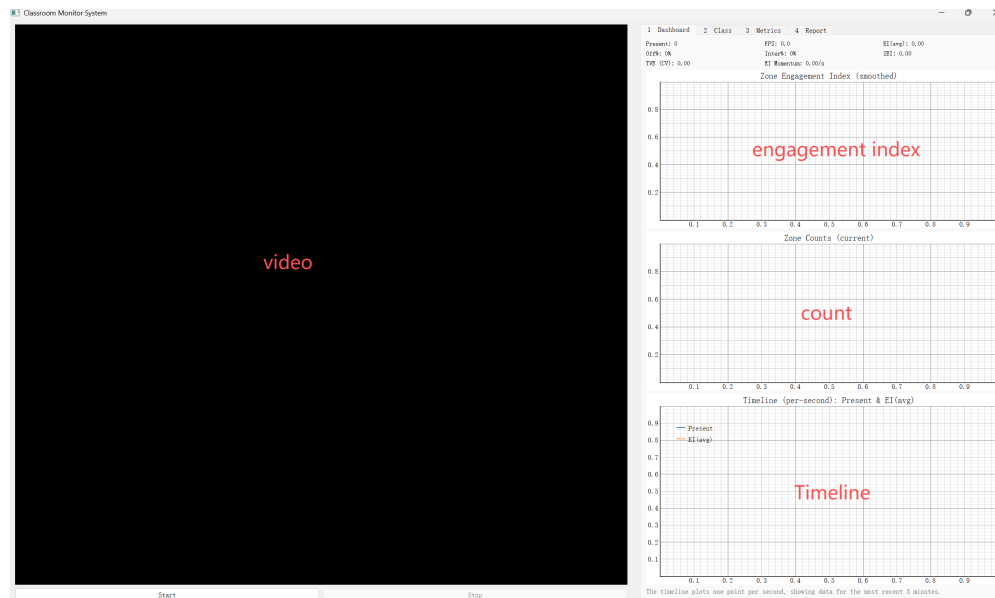 Classroom Monitor System
1 Dashboard 2 Class 3 Metrics 4 Report
Present: 0 FPS: 0.0 EI(avg): 0.00
Off%: 0% Inter%: 0% SEI: 0.00
TVE (CV): 0.00 EI Momentum: 0.00/s
Zone Engagement Index (smoothed)
0.8
0.6
engagement index
0.4
0.2
0.1 0.2 0.3 0.4 0.5 0.6 0.7 0.8 0.9
Zone Counts (current)
0.8
0.6
count
0.4
0.2
0.1 0.2 0.3 0.4 0.5 0.6 0.7 0.8 0.9
Timeline (per-second): Present & EI(avg)
0.9
Present
0.8
EI(avg)
0.7
0.6
0.5
Timeline
0.4
0.3
0.2
0.1
0.1 0.2 0.3 0.4 0.5 0.6 0.7 0.8 0.9
The timeline plots one point per second, showing data for the most recent 5 minutes.
video
Start Stop